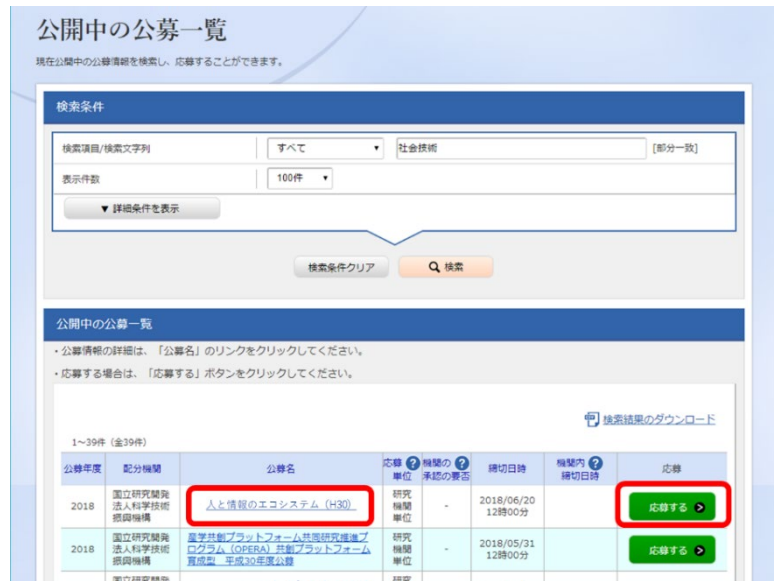 公開中の公募一覧
現在公開中の公募情報を検索し、応募することができます。
検索条件
検索項目/検索文字列 すべて ▼ 社会技術 [部分一致]
表示件数 100件 ▼
▼ 詳細条件を表示
検索条件クリア 検索
公開中の公募一覧
・公募情報の詳細は、「公募名」のリンクをクリックしてください。
・応募する場合は、「応募する」ボタンをクリックしてください。
検索結果のダウンロード
1~39件 (全39件)
公募年度 配分機関 公募名 応募単位 ? 機関の承認の要否 ? 締切日時 機関内締切日時 ? 応募
2018
国立研究開発
法人科学技術
振興機構
人と情報のエコシステム (H30)
研究
機関
単位
-
2018/06/20
12時00分
応募する
2018
国立研究開発
法人科学技術
振興機構
産学共創プラットフォーム共同研究推進プ
ログラム (OPERA) 共創プラットフォーム
育成型 平成30年度公募
研究
機関
単位
-
2018/05/31
12時00分
応募する
国立研究開発
研究